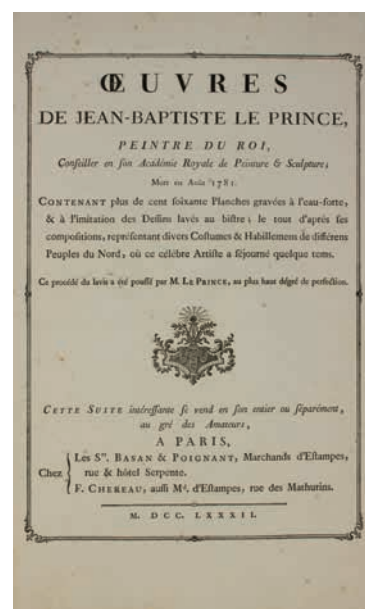 ŒUVRES
DE JEAN-BAPTISTE LE PRINCE,
PEINTRE DU ROI,
Conſeiller en ſon Académie Royale de Peinture & Sculpture;
Mort en Août 1781.
CONTENANT plus de cent ſoixante Planches gravées à l'eau-forte,
& à l'imitation des Deſſins lavés au biſtre; le tout d'après ſes
compoſitions, repréſentant divers Coſtumes & Habillemens de différens
Peuples du Nord, où ce célébre Artiſte a ſéjourné quelque tems.
Ce procédé du lavis a été pouſſé par M. LE PRINCE, au plus haut dégré de perfection.
CETTE SUITE intéreſſante ſe vend en ſon entier ou ſéparément,
au gré des Amateurs,
A PARIS,
Chez { Les Srs. BASAN & POIGNANT, Marchands d'Eſtampes,
rue & hôtel Serpente.
F. CHEREAU, auſſi Md. d'Eſtampes, rue des Mathurins.
M. DCC. LXXXII.